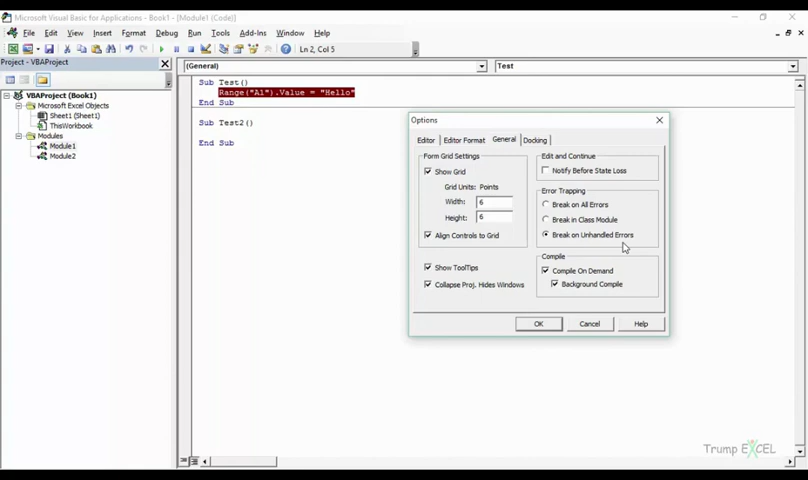 Microsoft Visual Basic for Applications - Book1 - [Module1 (Code)]
File Edit View Insert Format Debug Run Tools Add-Ins Window Help
Ln 2, Col 5
Project - VBAProject
(General) Test
VBAProject (Book1)
Microsoft Excel Objects
Sheet1 (Sheet1)
ThisWorkbook
Modules
Module1
Module2
Sub Test()
Range("A1").Value = "Hello"
End Sub
Sub Test2()
End Sub
Options
Editor Editor Format General Docking
Form Grid Settings
Show Grid
Grid Units: Points
Width: 6
Height: 6
Align Controls to Grid
Show ToolTips
Collapse Proj. Hides Windows
Edit and Continue
Notify Before State Loss
Error Trapping
Break on All Errors
Break in Class Module
Break on Unhandled Errors
Compile
Compile On Demand
Background Compile
OK Cancel Help
Trump EXCEL